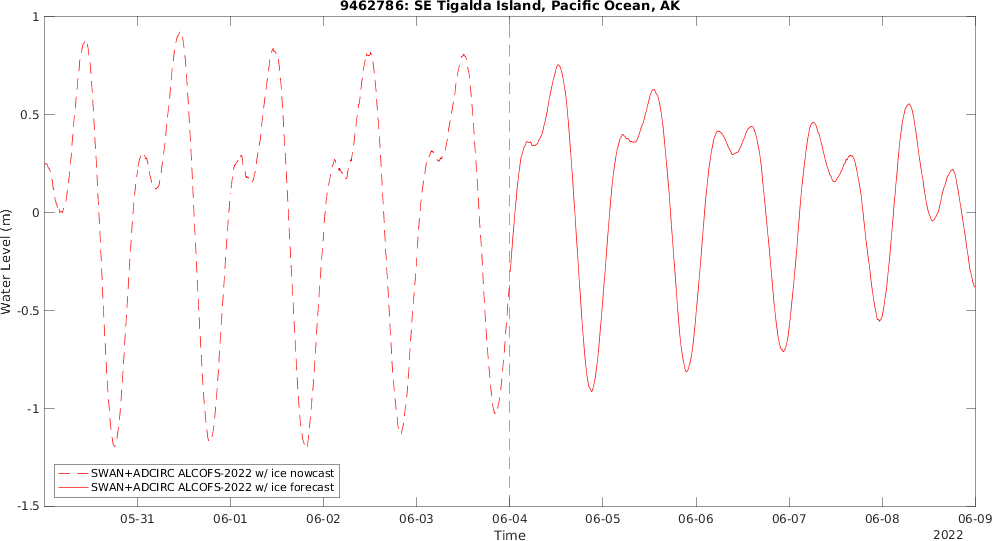 9462786: SE Tigalda Island, Pacific Ocean, AK
1
0.5
0
-0.5
-1
-1.5
Water Level (m)
SWAN+ADCIRC ALCOFS-2022 w/ ice nowcast
SWAN+ADCIRC ALCOFS-2022 w/ ice forecast
05-31 06-01 06-02 06-03 06-04 06-05 06-06 06-07 06-08 06-09
Time
2022